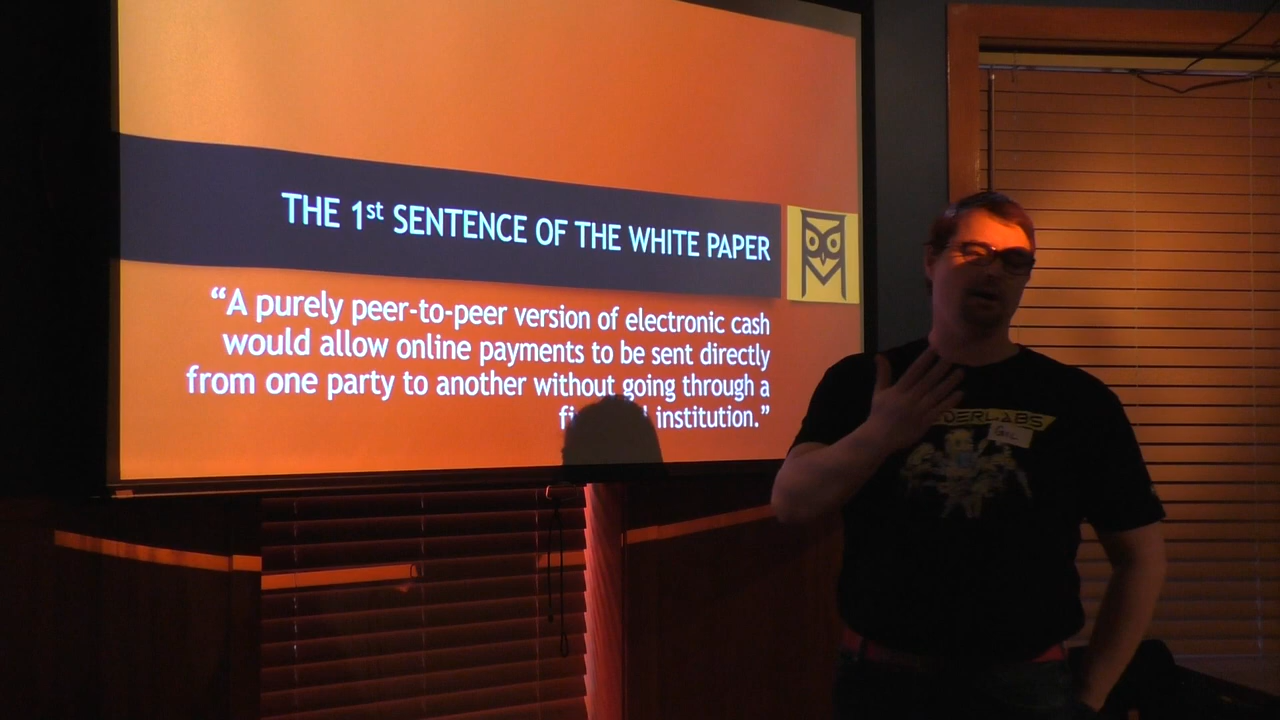 THE 1st SENTENCE OF THE WHITE PAPER
“A purely peer-to-peer version of electronic cash
would allow online payments to be sent directly
from one party to another without going through a
institution.”
DERLABS